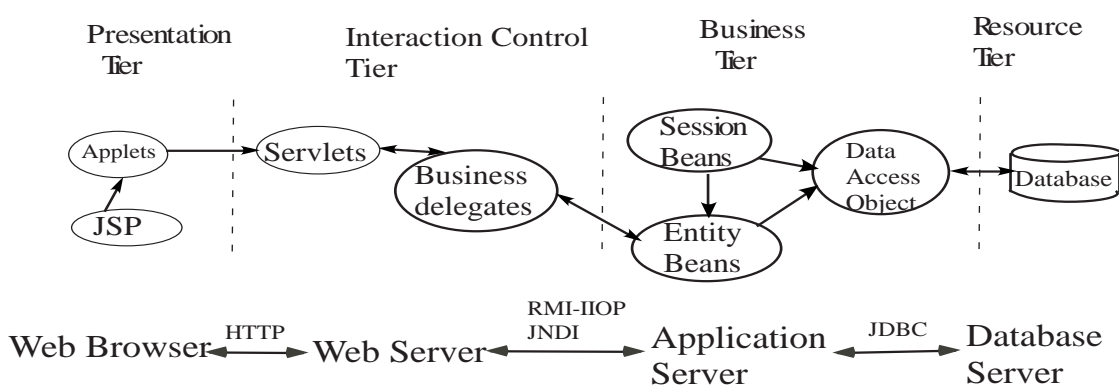 Presentation
Tier
Interaction Control
Tier
Business
Tier
Resource
Tier
Applets
JSP
Servlets
Business
delegates
Session
Beans
Entity
Beans
Data
Access
Object
Database
Web Browser
HTTP
Web Server
RMI-IIOP
JNDI
Application
Server
JDBC
Database
Server